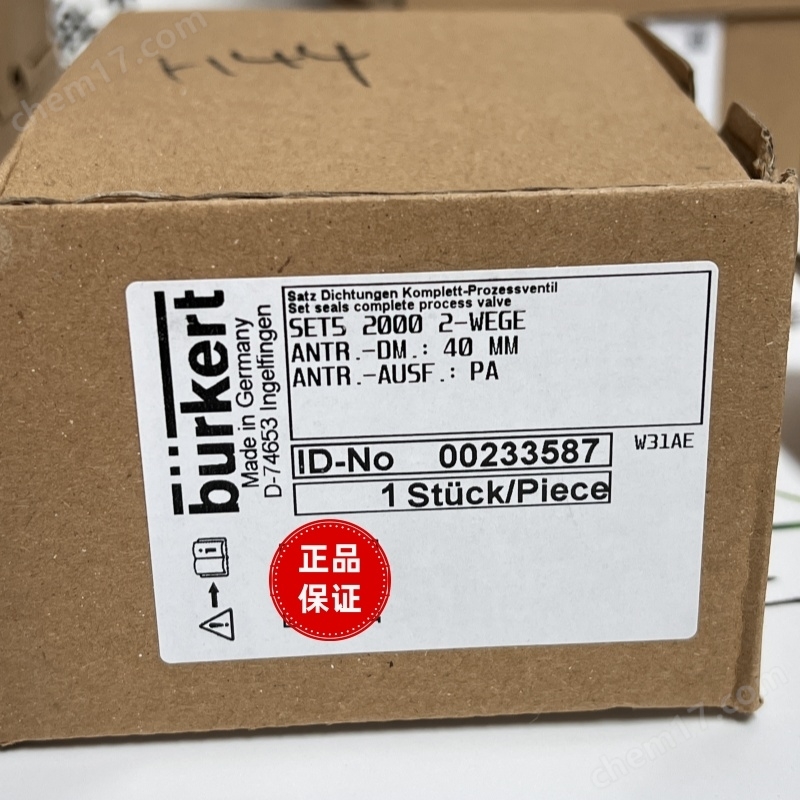 chem17.com
H44
bürkert
Made in Germany
D-74653 Ingelfingen
Satz Dichtungen Komplett-Prozessventil
Set seals complete process valve
SET5 2000 2-WEGE
ANTR.-DM.: 40 MM
ANTR.-AUSF.: PA
ID-No 00233587
W31AE
1 Stück/Piece
正品
保证
chem17.com